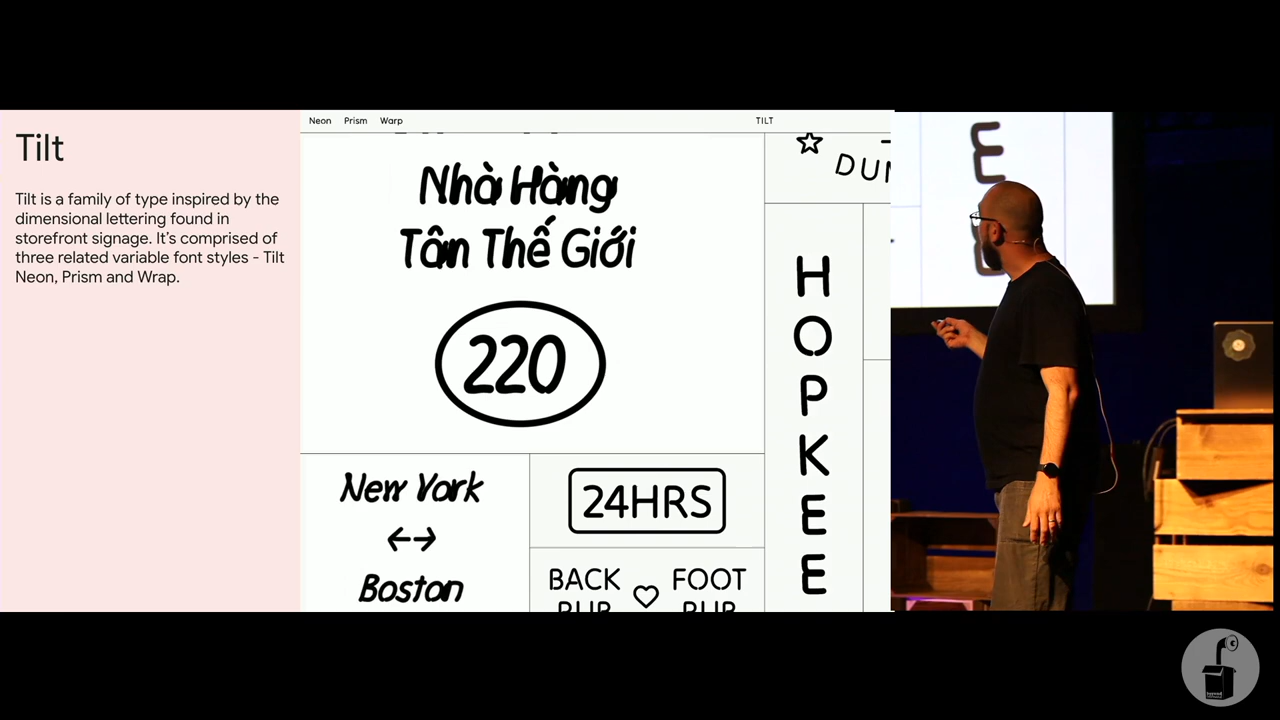 Tilt
Tilt is a family of type inspired by the
dimensional lettering found in
storefront signage. It's comprised of
three related variable font styles - Tilt
Neon, Prism and Wrap.
Neon Prism Warp
TILT
Nhà Hàng
Tân Thế Giới
220
New York
←→
Boston
24HRS
BACK FOOT
RUB RUB
HOPKEE
E